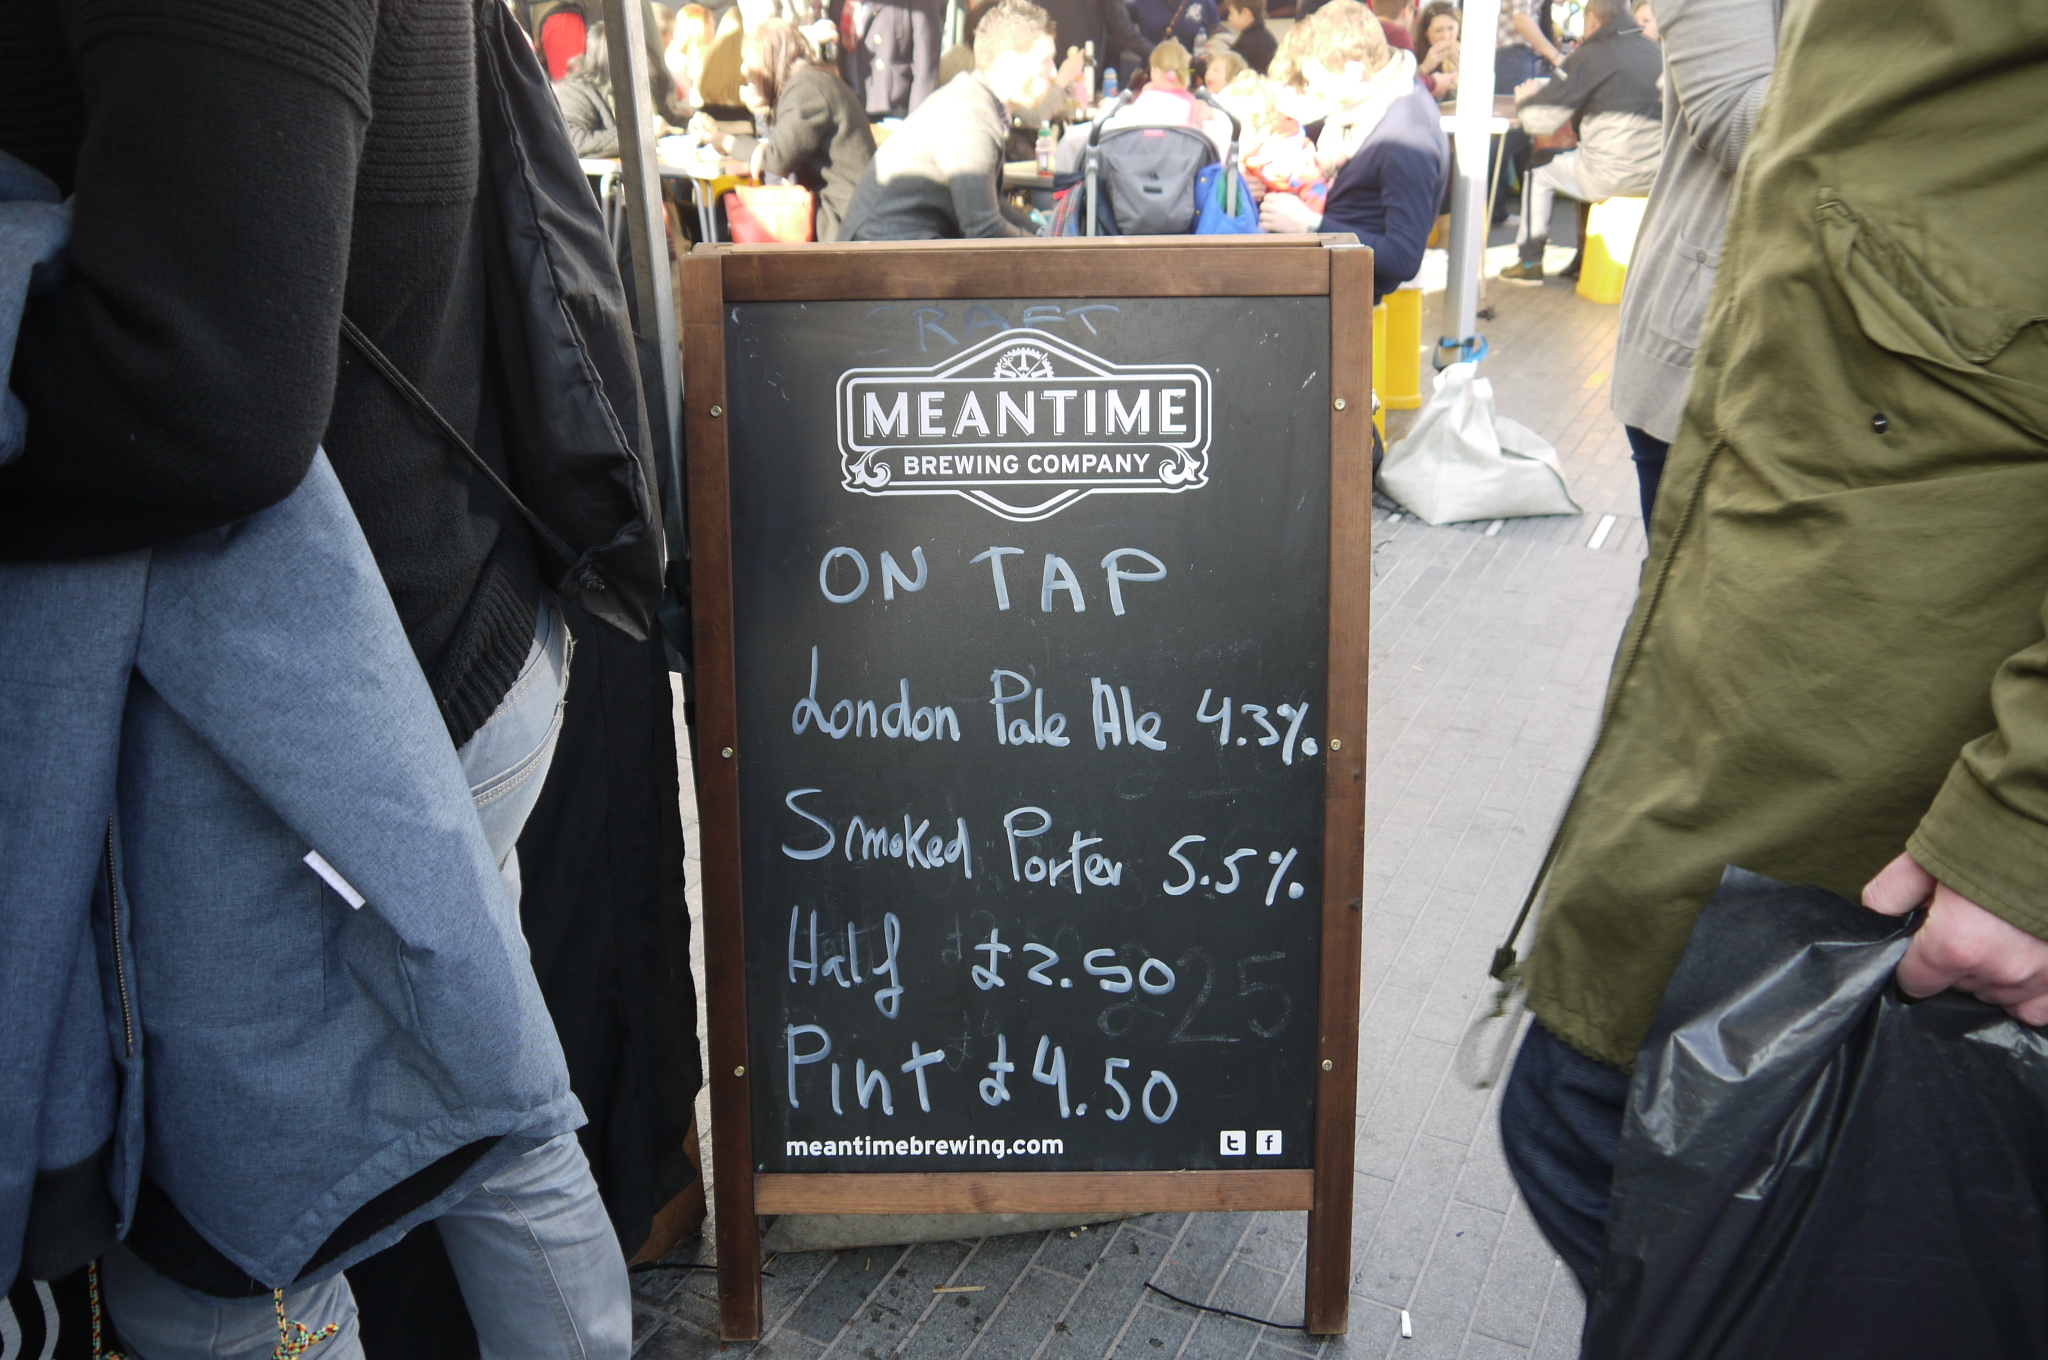 CRAFT
MEANTIME
BREWING COMPANY
ON TAP
London Pale Ale 4.3%
Smoked Porter 5.5%
Half £2.50
Pint £4.50
meantimebrewing.com